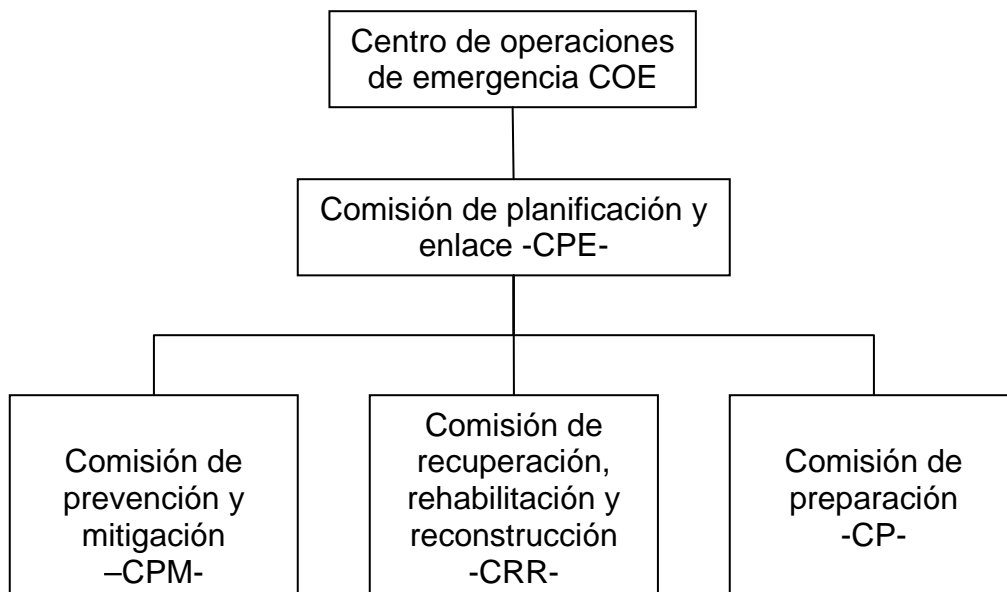 Centro de operaciones
de emergencia COE
Comisión de planificación y
enlace -CPE-
Comisión de
prevención y
mitigación
–CPM-
Comisión de
recuperación,
rehabilitación y
reconstrucción
-CRR-
Comisión de
preparación
-CP-